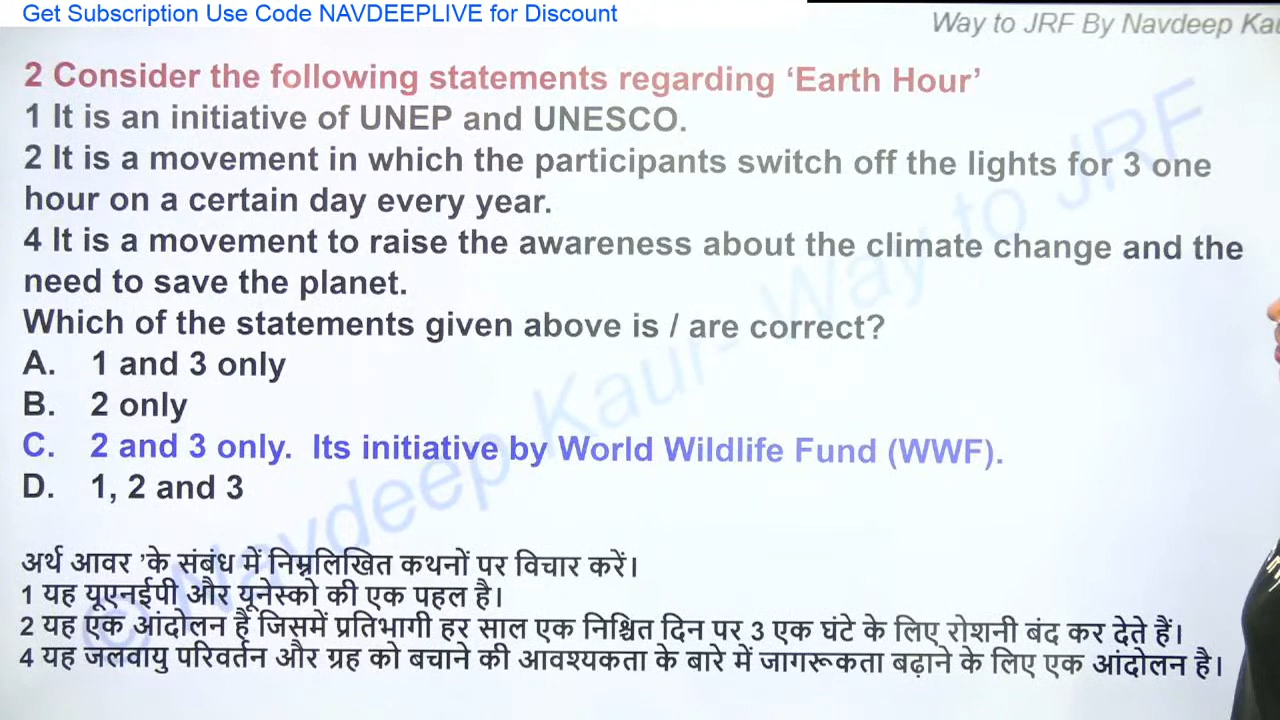 Get Subscription Use Code NAVDEEPLIVE for Discount
Way to JRF By Navdeep Kau
2 Consider the following statements regarding ‘Earth Hour’
1 It is an initiative of UNEP and UNESCO.
2 It is a movement in which the participants switch off the lights for 3 one
hour on a certain day every year.
4 It is a movement to raise the awareness about the climate change and the
need to save the planet.
Which of the statements given above is / are correct?
A. 1 and 3 only
B. 2 only
C. 2 and 3 only. Its initiative by World Wildlife Fund (WWF).
D. 1, 2 and 3
अर्थ आवर ’के संबंध में निम्नलिखित कथनों पर विचार करें।
1 यह यूएनईपी और यूनेस्को की एक पहल है।
2 यह एक आंदोलन है जिसमें प्रतिभागी हर साल एक निश्चित दिन पर 3 एक घंटे के लिए रोशनी बंद कर देते हैं।
4 यह जलवायु परिवर्तन और ग्रह को बचाने की आवश्यकता के बारे में जागरूकता बढ़ाने के लिए एक आंदोलन है।
© Navdeep Kaur- Way to JRF